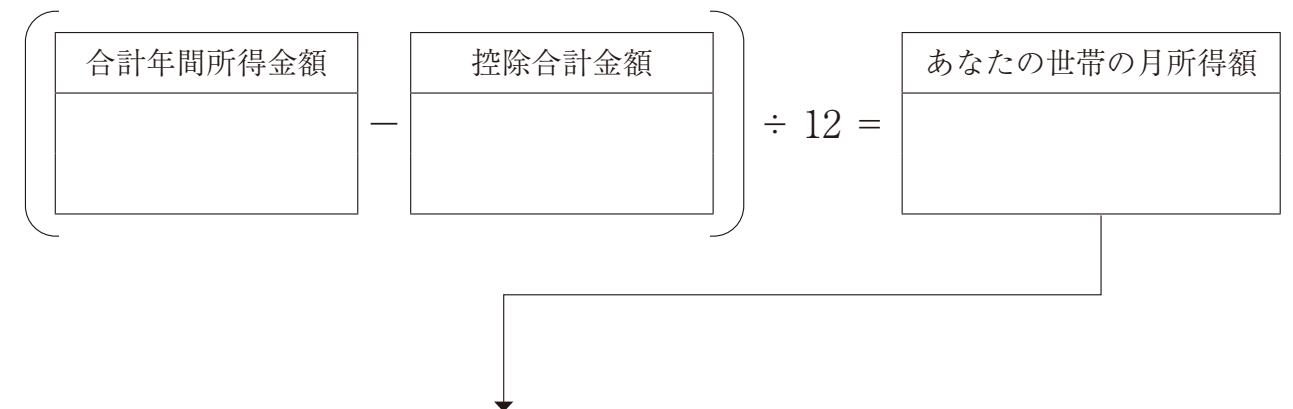 合計年間所得金額
－
控除合計金額
÷ 12 =
あなたの世帯の月所得額